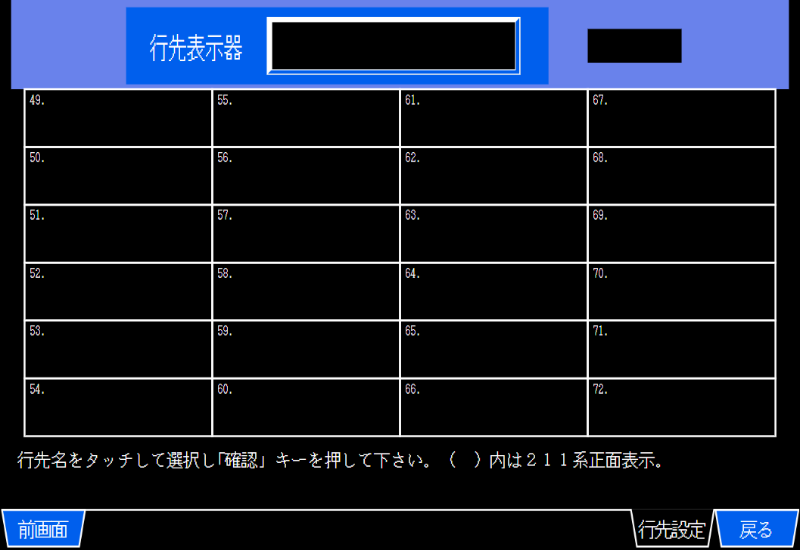 行先表示器
49. 55. 61. 67.
50. 56. 62. 68.
51. 57. 63. 69.
52. 58. 64. 70.
53. 59. 65. 71.
54. 60. 66. 72.
行先名をタッチして選択し「確認」キーを押して下さい。（　）内は２１１系正面表示。
前画面 行先設定 戻る